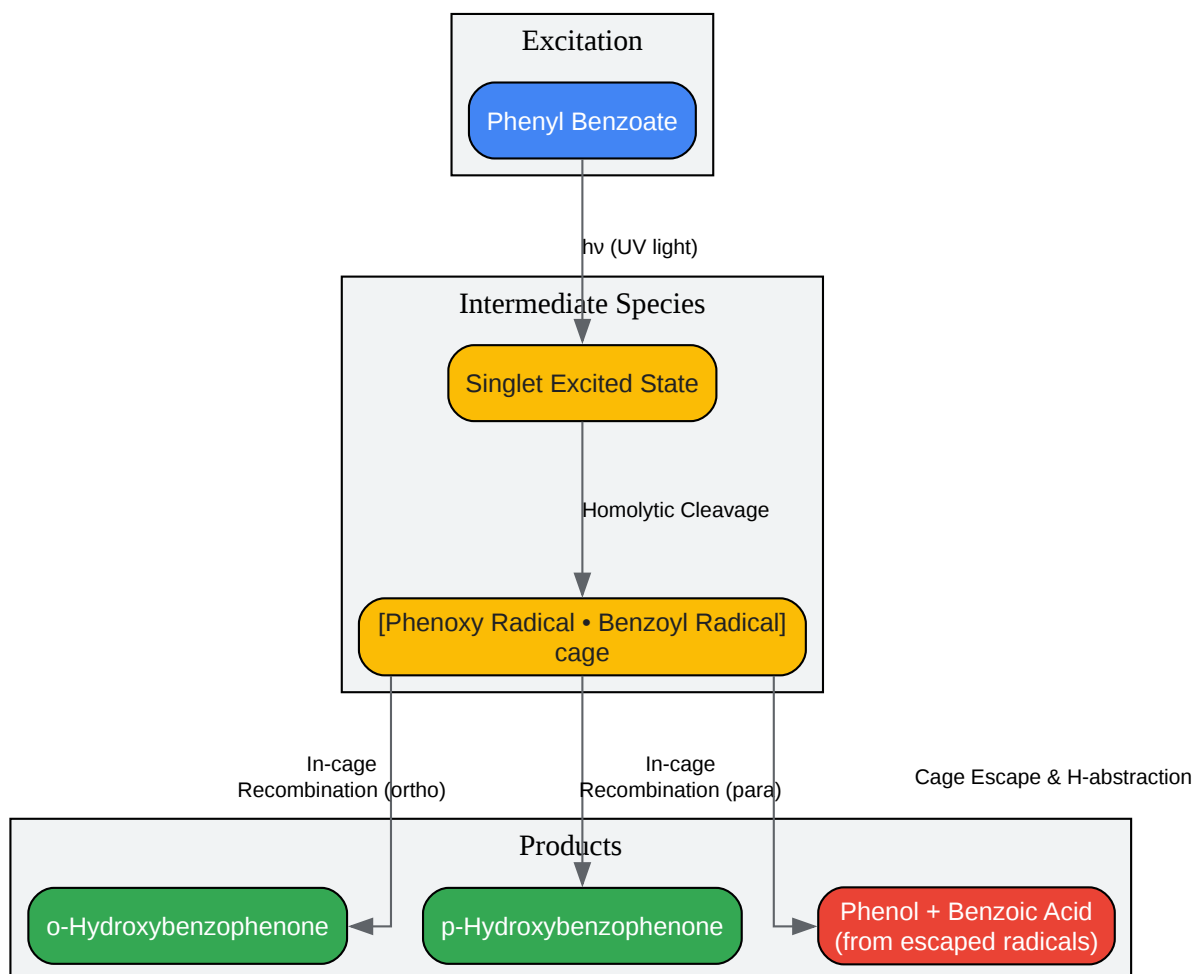 Excitation
Phenyl Benzoate
hν (UV light)
Intermediate Species
Singlet Excited State
Homolytic Cleavage
[Phenoxy Radical • Benzoyl Radical]
cage
In-cage
Recombination (ortho)
In-cage
Recombination (para)
Cage Escape & H-abstraction
Products
o-Hydroxybenzophenone
p-Hydroxybenzophenone
Phenol + Benzoic Acid
(from escaped radicals)